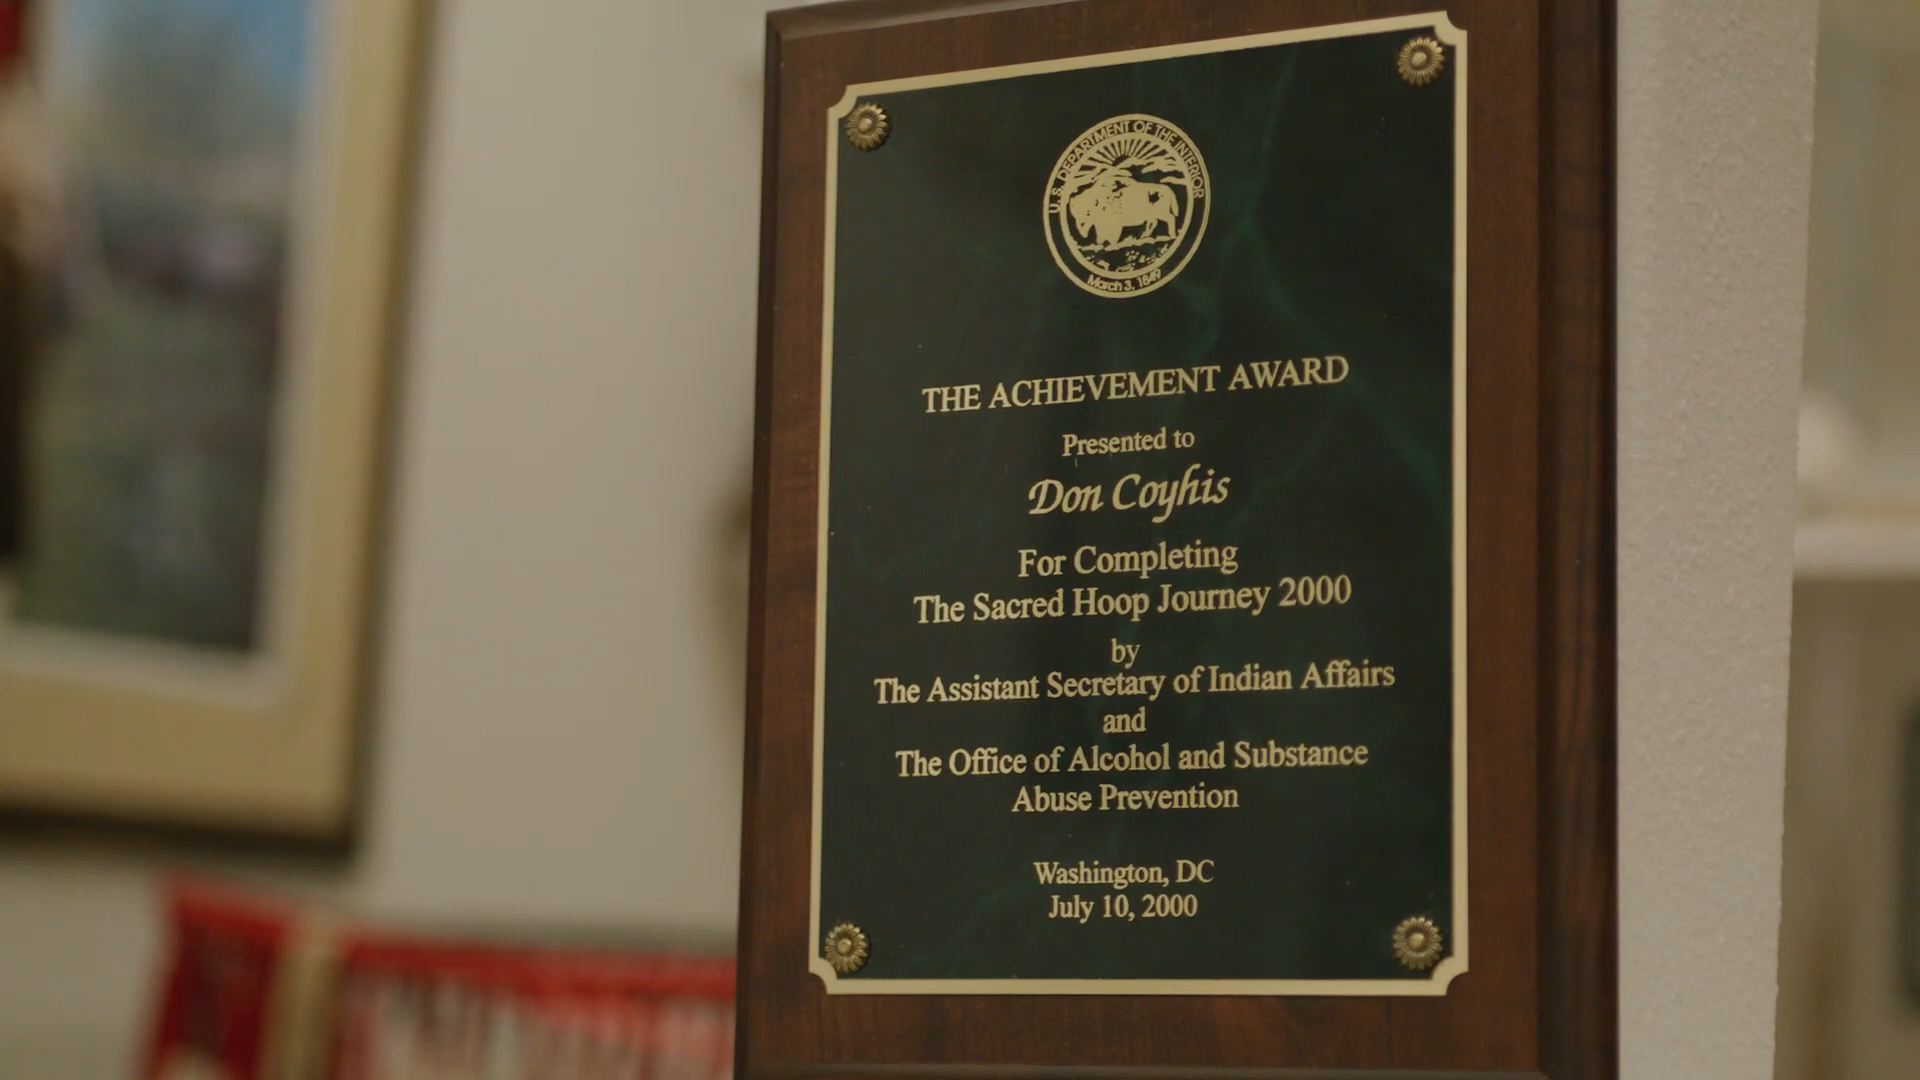 U.S. DEPARTMENT OF THE INTERIOR
March 3, 1849
THE ACHIEVEMENT AWARD
Presented to
Don Coyhis
For Completing
The Sacred Hoop Journey 2000
by
The Assistant Secretary of Indian Affairs
and
The Office of Alcohol and Substance
Abuse Prevention
Washington, DC
July 10, 2000